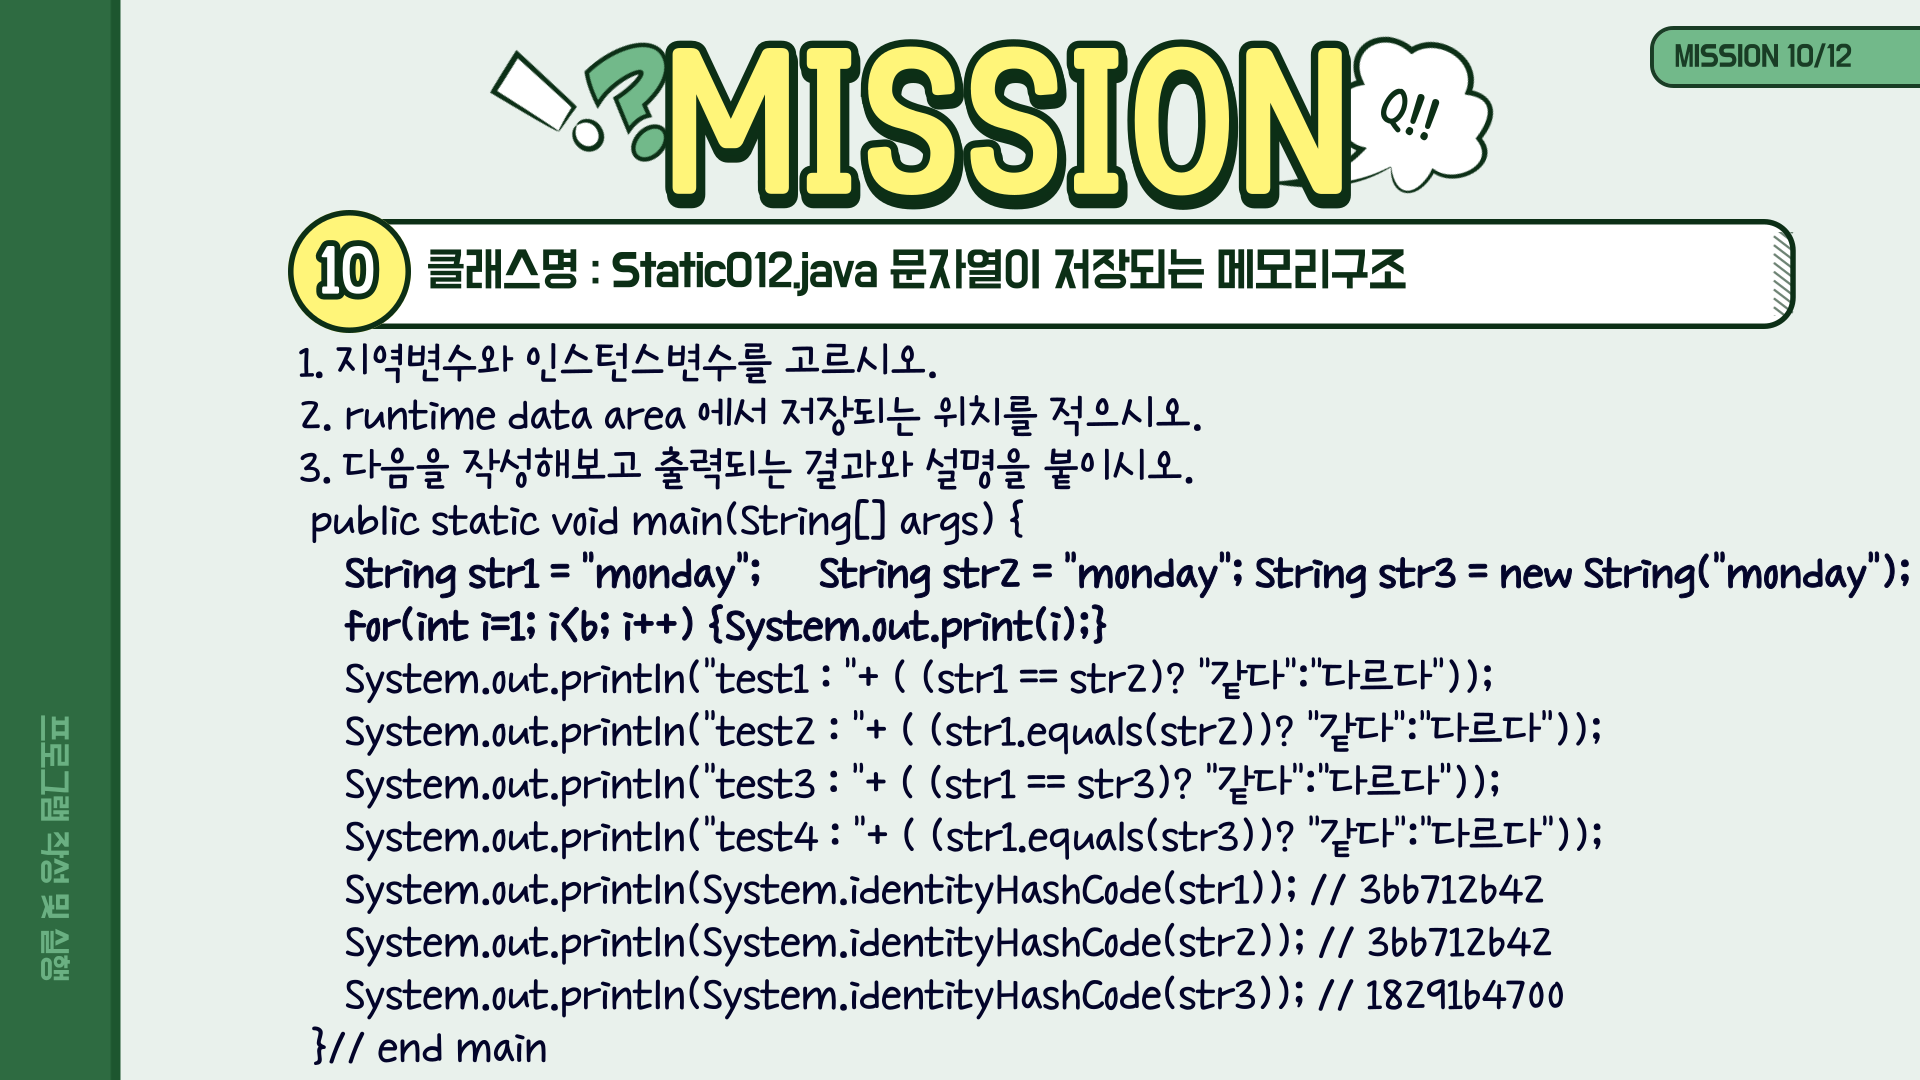 MISSION 10/12
!?
MISSION
Q!!
10
클래스명 : Static012.java 문자열이 저장되는 메모리구조
1. 지역변수와 인스턴스변수를 고르시오.
2. runtime data area 에서 저장되는 위치를 적으시오.
3. 다음을 작성해보고 출력되는 결과와 설명을 붙이시오.
public static void main(String[] args) {
String str1 = "monday"; String str2 = "monday"; String str3 = new String("monday");
for(int i=1; i<6; i++) {System.out.print(i);}
System.out.println("test1 : "+ ( (str1 == str2)? "같다":"다르다"));
System.out.println("test2 : "+ ( (str1.equals(str2))? "같다":"다르다"));
System.out.println("test3 : "+ ( (str1 == str3)? "같다":"다르다"));
System.out.println("test4 : "+ ( (str1.equals(str3))? "같다":"다르다"));
System.out.println(System.identityHashCode(str1)); // 366712642
System.out.println(System.identityHashCode(str2)); // 366712642
System.out.println(System.identityHashCode(str3)); // 1829164700
}// end main
프로그램 작성 및 실행